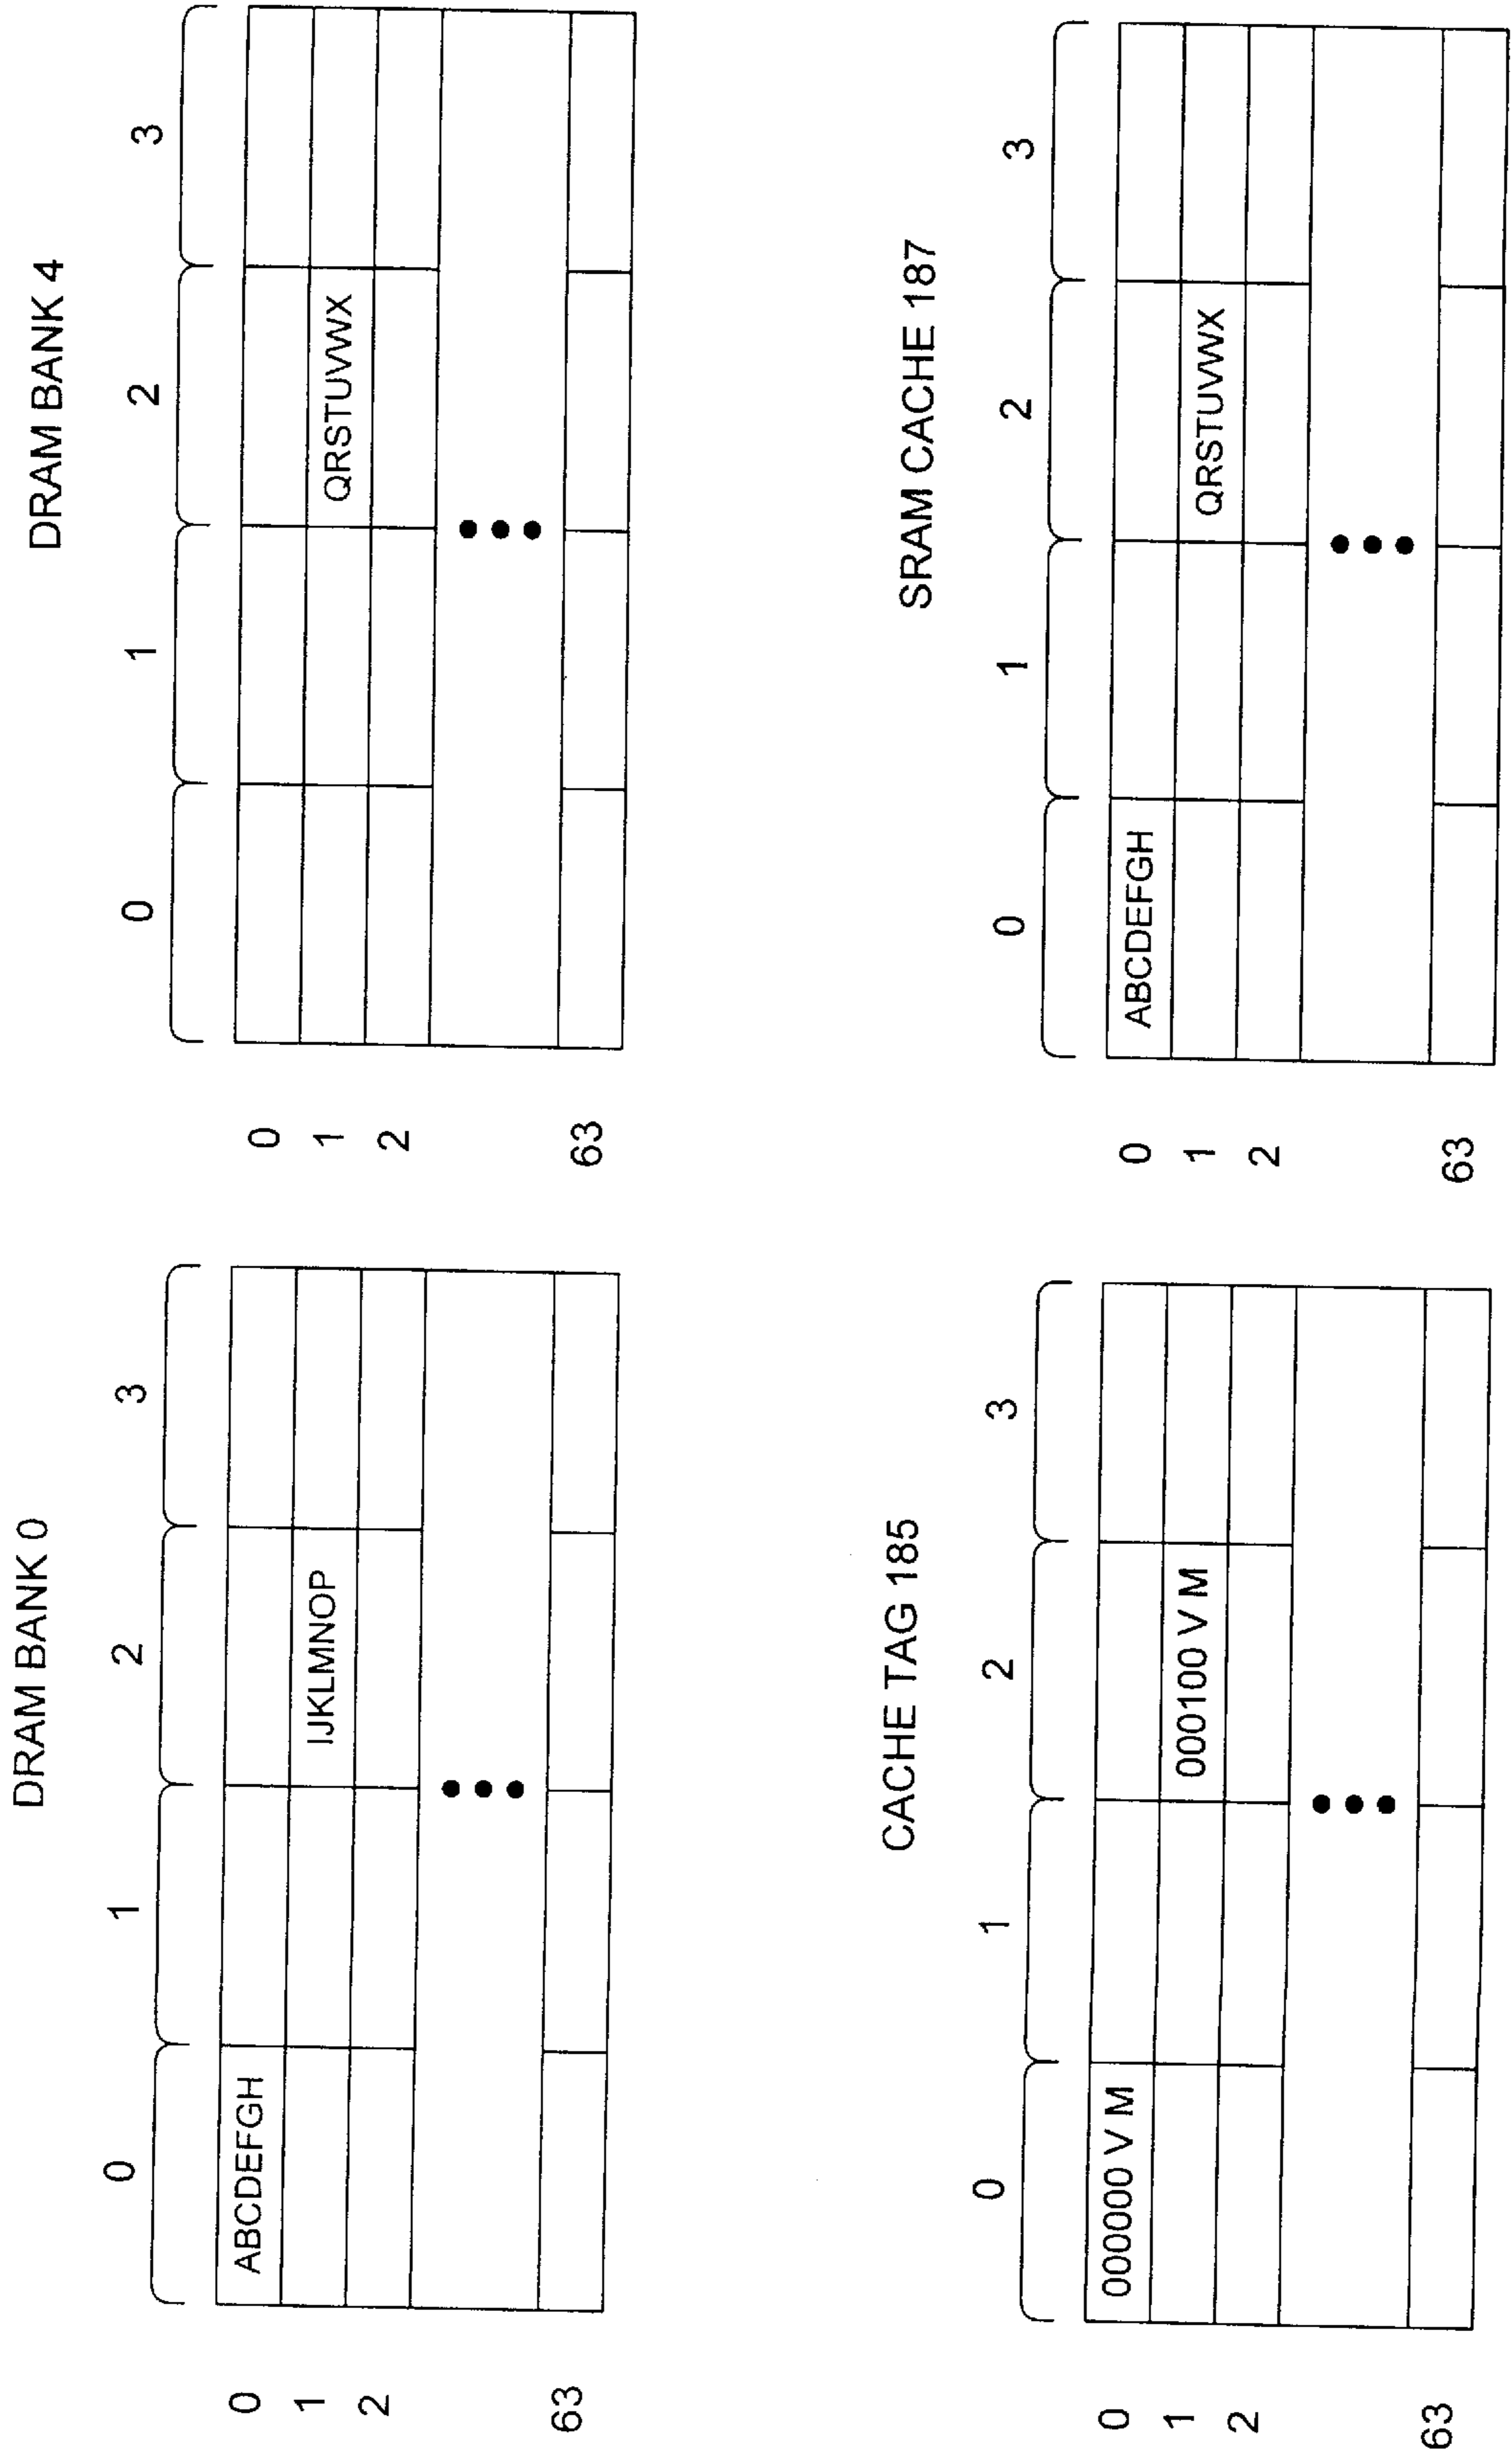 DRAM BANK 0
0 1 2 3
0 ABCDEFGH
1 IJKLMNOP
2
63
DRAM BANK 4
0 1 2 3
0
1 QRSTUVWX
2
63
CACHE TAG 185
0 1 2 3
0 000000 V M
1 000100 V M
2
63
SRAM CACHE 187
0 1 2 3
0 ABCDEFGH
1 QRSTUVWX
2
63